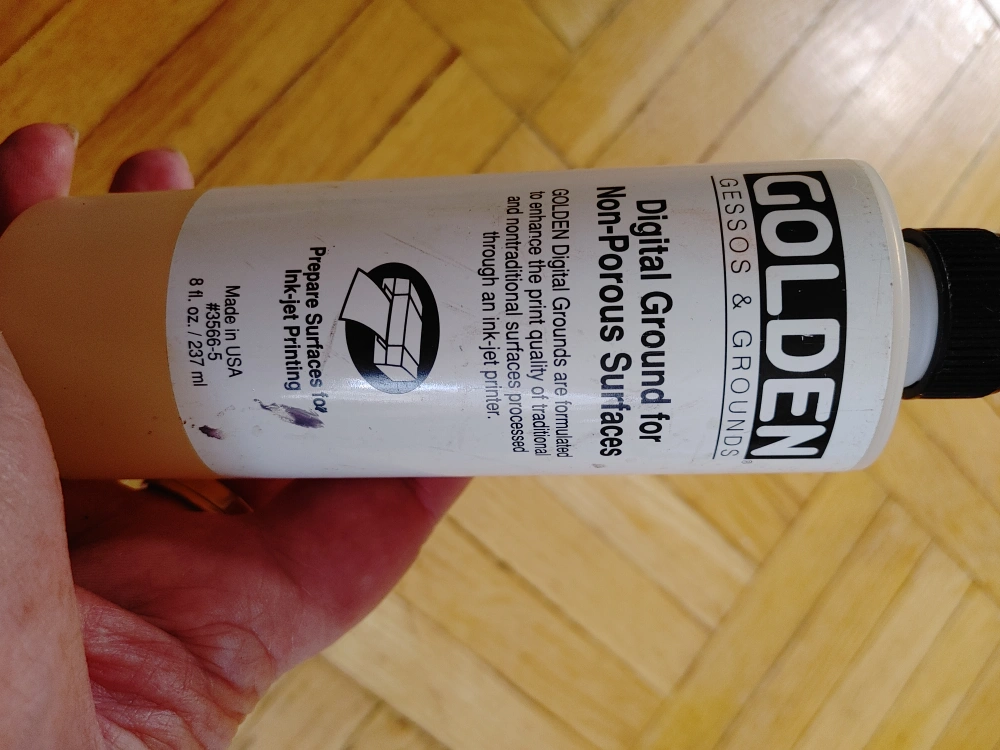 GOLDEN
GESSOS & GROUNDS
Digital Ground for
Non-Porous Surfaces
GOLDEN Digital Grounds are formulated
to enhance the print quality of traditional
and nontraditional surfaces processed
through an ink-jet printer.
Prepare Surfaces for
Ink-jet Printing
Made in USA
#3566-5
8 fl. oz. / 237 ml